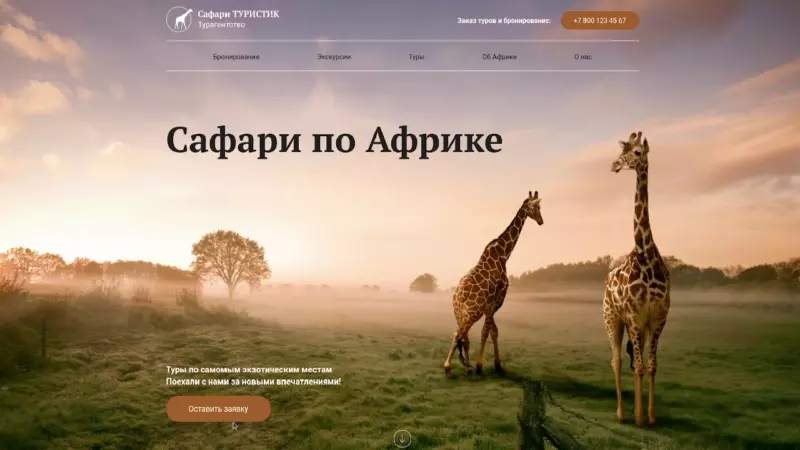 Сафари ТУРИСТИК
Турагентство
Заказ туров и бронирование:
+7 800 123 45 67
Бронирование
Экскурсии
Туры
Об Африке
О нас
Сафари по Африке
Туры по самомым экзотическим местам
Поехали с нами за новыми впечатлениями!
Оставить заявку